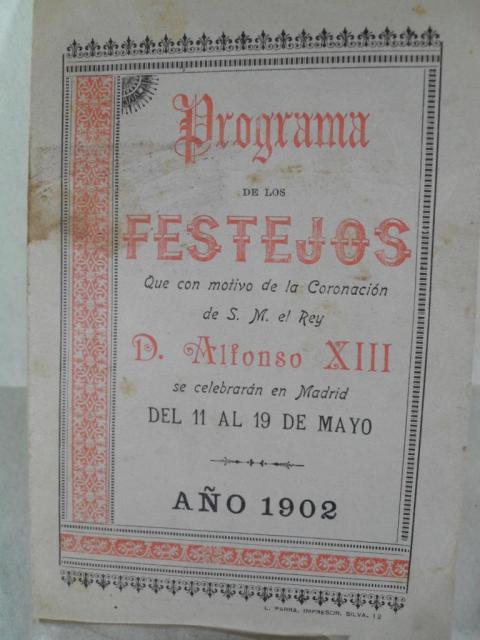 Programa
DE LOS
FESTEJOS
Que con motivo de la Coronación
de S. M. el Rey
D. Alfonso XIII
se celebrarán en Madrid
DEL 11 AL 19 DE MAYO
AÑO 1902
L. PARRA, IMPRESOR, SILVA, 12